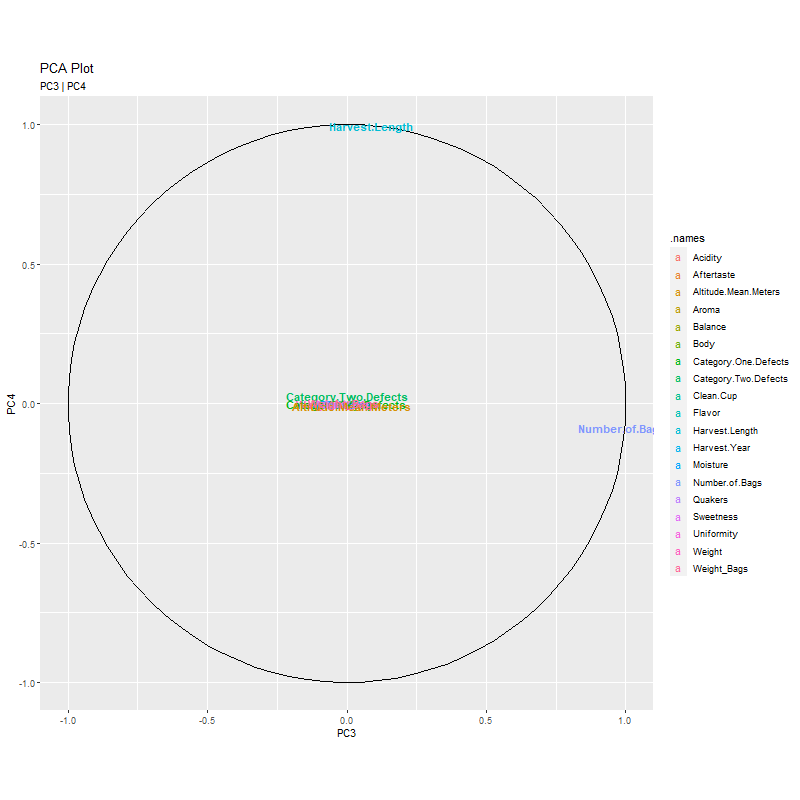 PCA Plot
PC3 | PC4
Harvest.Length
Category.Two.Defects
Number.of.Bag
1.0
0.5
0.0
-0.5
-1.0
PC4
-1.0
-0.5
0.0
0.5
1.0
PC3
.names
a Acidity
a Aftertaste
a Altitude.Mean.Meters
a Aroma
a Balance
a Body
a Category.One.Defects
a Category.Two.Defects
a Clean.Cup
a Flavor
a Harvest.Length
a Harvest.Year
a Moisture
a Number.of.Bags
a Quakers
a Sweetness
a Uniformity
a Weight
a Weight_Bags